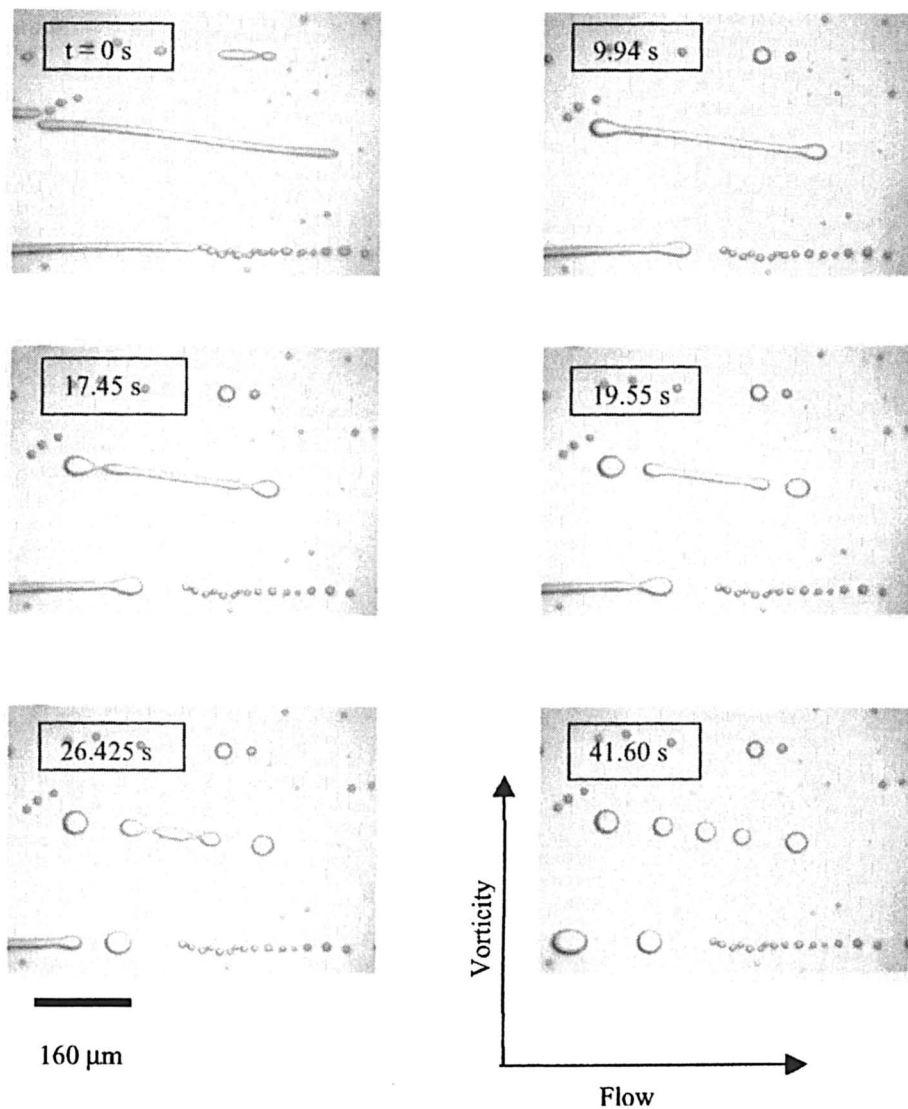 t = 0 s
9.94 s
17.45 s
19.55 s
26.425 s
41.60 s
160 μm
Vorticity
Flow